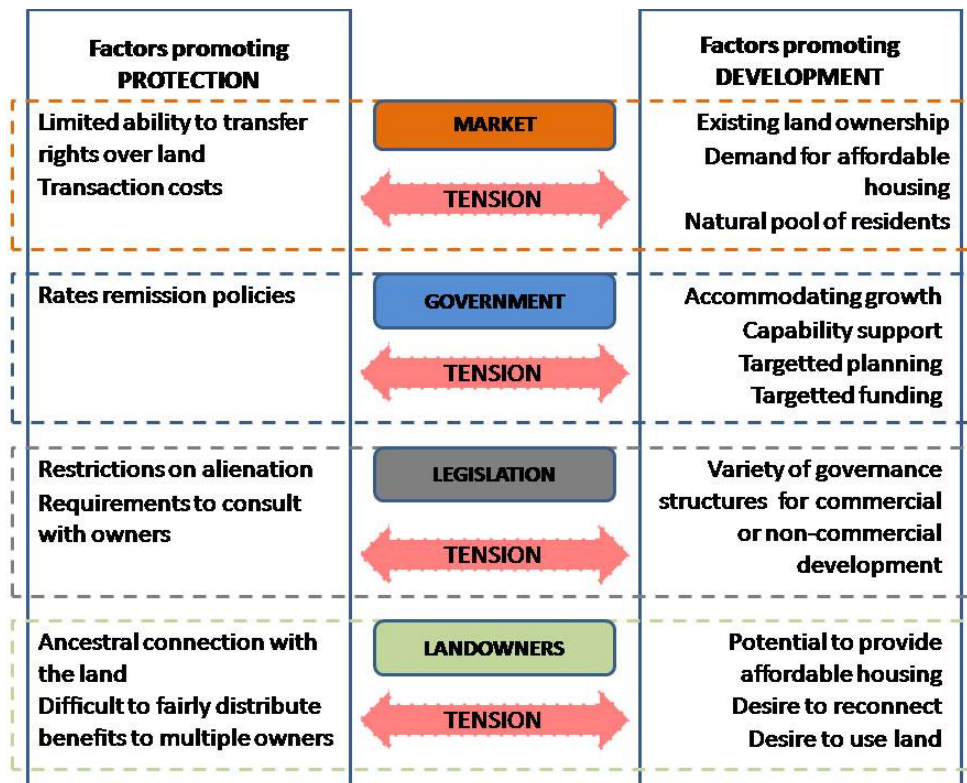 Factors promoting
PROTECTION
Factors promoting
DEVELOPMENT
Limited ability to transfer
rights over land
Transaction costs
MARKET
TENSION
Existing land ownership
Demand for affordable
housing
Natural pool of residents
Rates remission policies
GOVERNMENT
TENSION
Accommodating growth
Capability support
Targetted planning
Targetted funding
Restrictions on alienation
Requirements to consult
with owners
LEGISLATION
TENSION
Variety of governance
structures for commercial
or non-commercial
development
Ancestral connection with
the land
Difficult to fairly distribute
benefits to multiple owners
LANDOWNERS
TENSION
Potential to provide
affordable housing
Desire to reconnect
Desire to use land